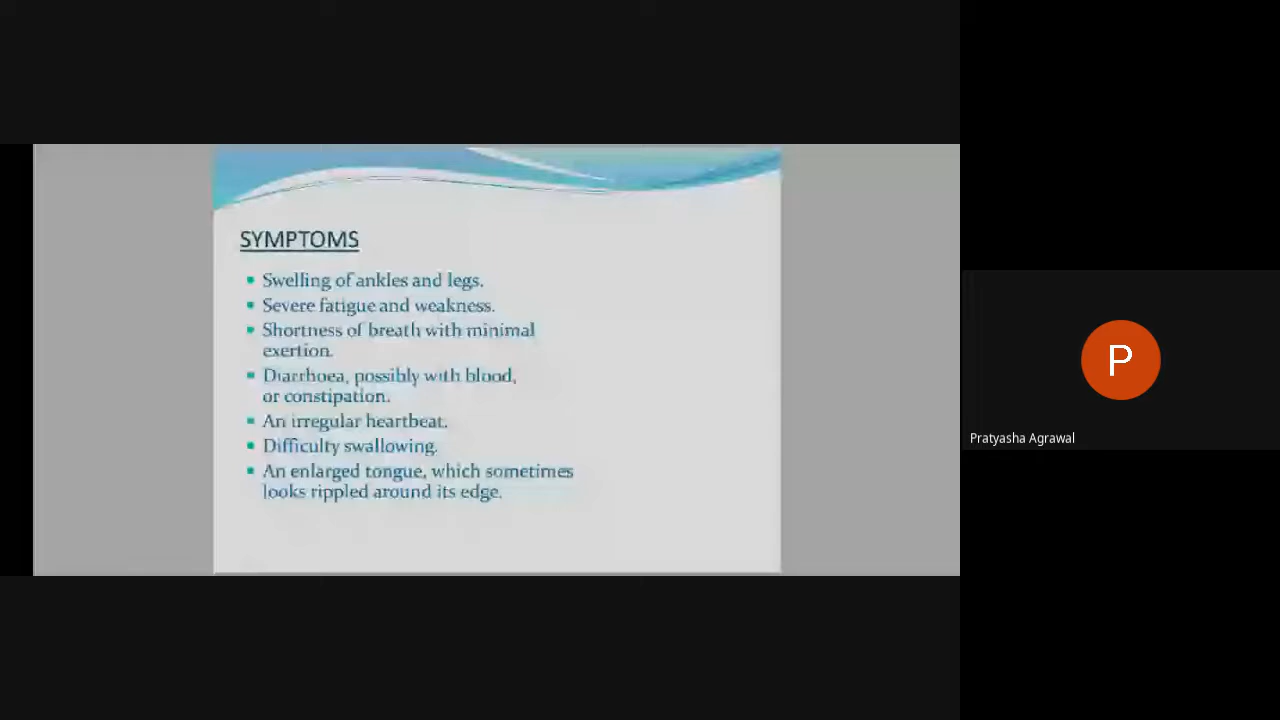 SYMPTOMS
Swelling of ankles and legs.
Severe fatigue and weakness.
Shortness of breath with minimal
exertion.
Diarrhoea, possibly with blood,
or constipation.
An irregular heartbeat.
Difficulty swallowing.
An enlarged tongue, which sometimes
looks rippled around its edge.
P
Pratyasha Agrawal